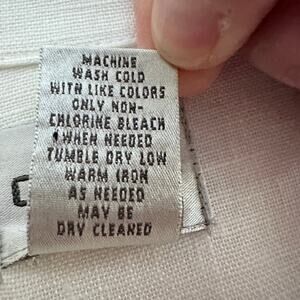 MACHINE
WASH COLD
WITH LIKE COLORS
ONLY NON-
CHLORINE BLEACH
WHEN NEEDED
TUMBLE DRY LOW
WARM IRON
AS NEEDED
MAY BE
DRY CLEANED